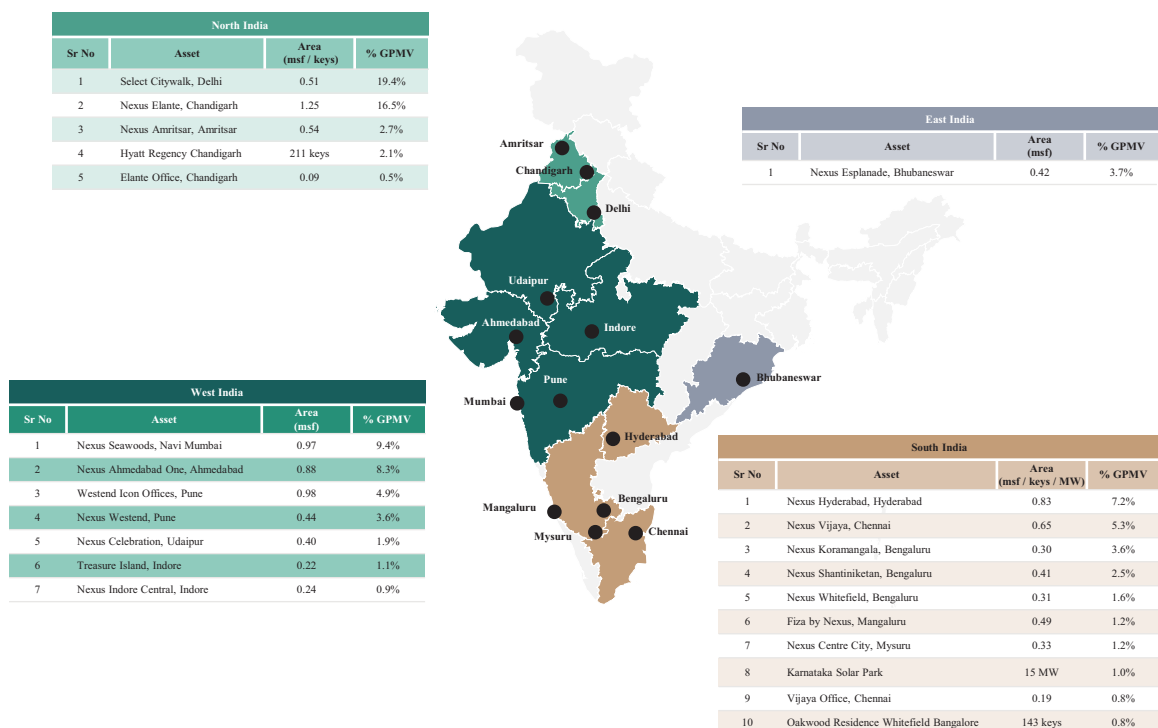 North India
Sr No Asset Area (msf / keys) % GPMV
1 Select Citywalk, Delhi 0.51 19.4%
2 Nexus Elante, Chandigarh 1.25 16.5%
3 Nexus Amritsar, Amritsar 0.54 2.7%
4 Hyatt Regency Chandigarh 211 keys 2.1%
5 Elante Office, Chandigarh 0.09 0.5%
East India
Sr No Asset Area (msf) % GPMV
1 Nexus Esplanade, Bhubaneswar 0.42 3.7%
Amritsar
Chandigarh
Delhi
Udaipur
Ahmedabad
Indore
Pune
Mumbai
Bhubaneswar
Hyderabad
Mangaluru
Bengaluru
Mysuru
Chennai
West India
Sr No Asset Area (msf) % GPMV
1 Nexus Seawoods, Navi Mumbai 0.97 9.4%
2 Nexus Ahmedabad One, Ahmedabad 0.88 8.3%
3 Westend Icon Offices, Pune 0.98 4.9%
4 Nexus Westend, Pune 0.44 3.6%
5 Nexus Celebration, Udaipur 0.40 1.9%
6 Treasure Island, Indore 0.22 1.1%
7 Nexus Indore Central, Indore 0.24 0.9%
South India
Sr No Asset Area (msf / keys / MW) % GPMV
1 Nexus Hyderabad, Hyderabad 0.83 7.2%
2 Nexus Vijaya, Chennai 0.65 5.3%
3 Nexus Koramangala, Bengaluru 0.30 3.6%
4 Nexus Shantiniketan, Bengaluru 0.41 2.5%
5 Nexus Whitefield, Bengaluru 0.31 1.6%
6 Fiza by Nexus, Mangaluru 0.49 1.2%
7 Nexus Centre City, Mysuru 0.33 1.2%
8 Karnataka Solar Park 15 MW 1.0%
9 Vijaya Office, Chennai 0.19 0.8%
10 Oakwood Residence Whitefield Bangalore 143 keys 0.8%